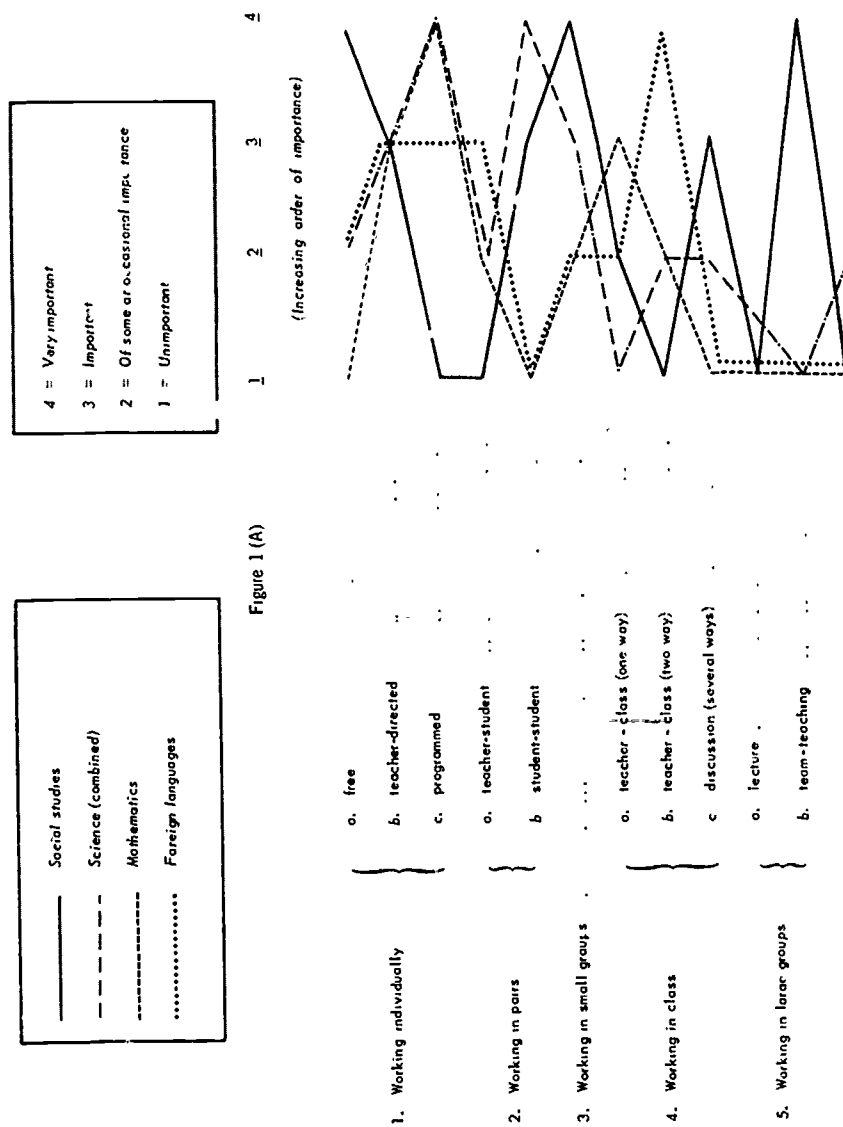 Social studies
Science (combined)
Mathematics
Foreign languages
4 = Very important
3 = Important
2 = Of some or occasional importance
1 = Unimportant
Figure 1 (A)
(Increasing order of importance)
1 2 3 4
1. Working individually
a. free
b. teacher-directed
c. programmed
2. Working in pairs
a. teacher-student
b student-student
3. Working in small groups
4. Working in class
a. teacher - class (one way)
b. teacher - class (two way)
c discussion (several ways)
5. Working in large groups
a. lecture
b. team-teaching